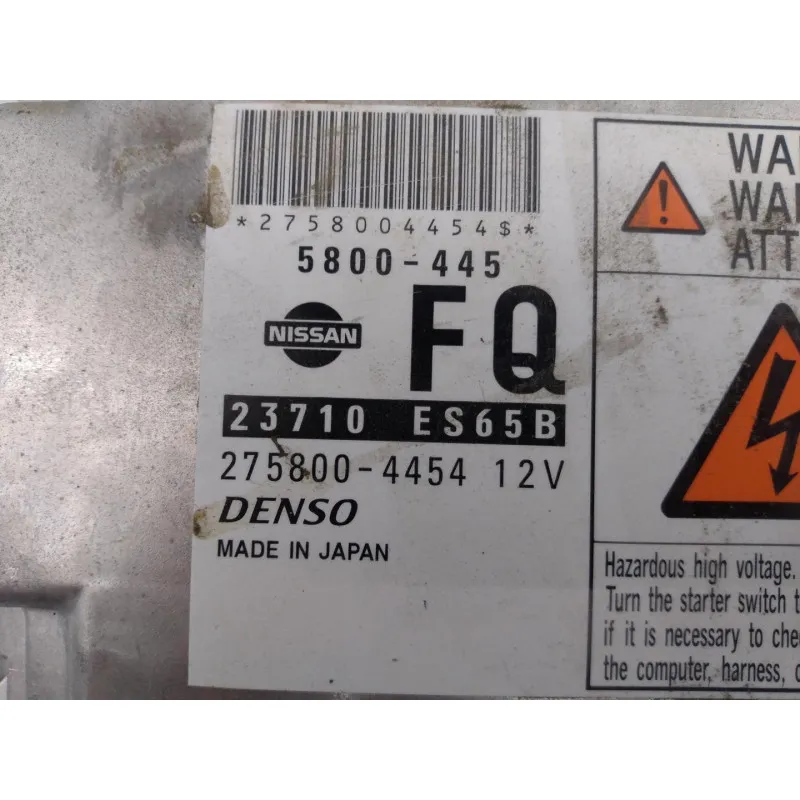 *2758004454$*
5800-445
NISSAN
FQ
23710 ES65B
275800-4454 12V
DENSO
MADE IN JAPAN
Hazardous high voltage.
Turn the starter switch
if it is necessary to
the computer, harness,